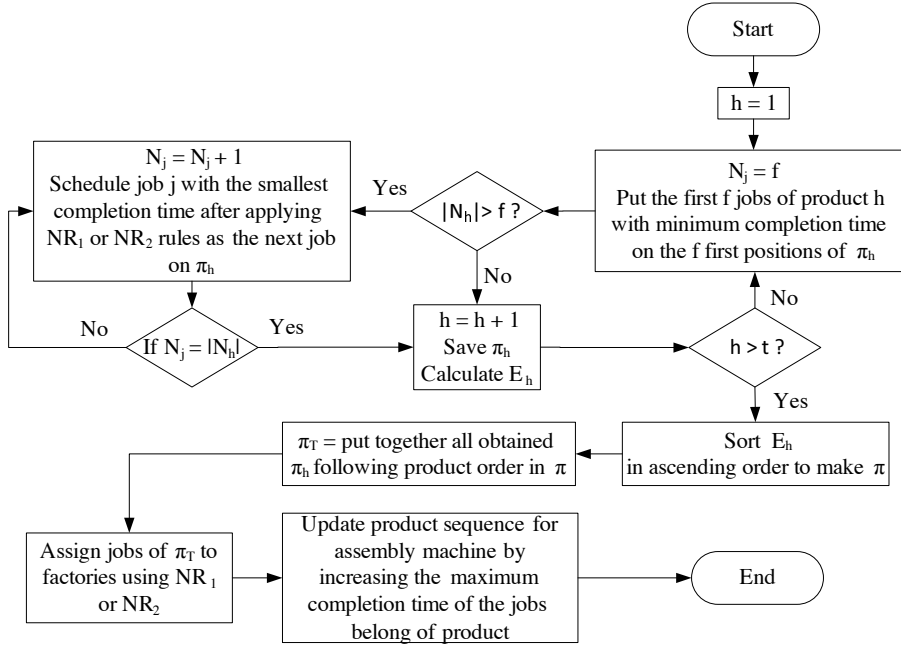 Start
h = 1
N_j = f
Put the first f jobs of product h
with minimum completion time
on the f first positions of π_h
|N_h| > f ?
Yes
No
N_j = N_j + 1
Schedule job j with the smallest
completion time after applying
NR_1 or NR_2 rules as the next job
on π_h
If N_j = |N_h|
No
Yes
h = h + 1
Save π_h
Calculate E_h
h > t ?
No
Yes
Sort E_h
in ascending order to make π
π_T = put together all obtained
π_h following product order in π
Assign jobs of π_T to
factories using NR_1
or NR_2
Update product sequence for
assembly machine by
increasing the maximum
completion time of the jobs
belong of product
End